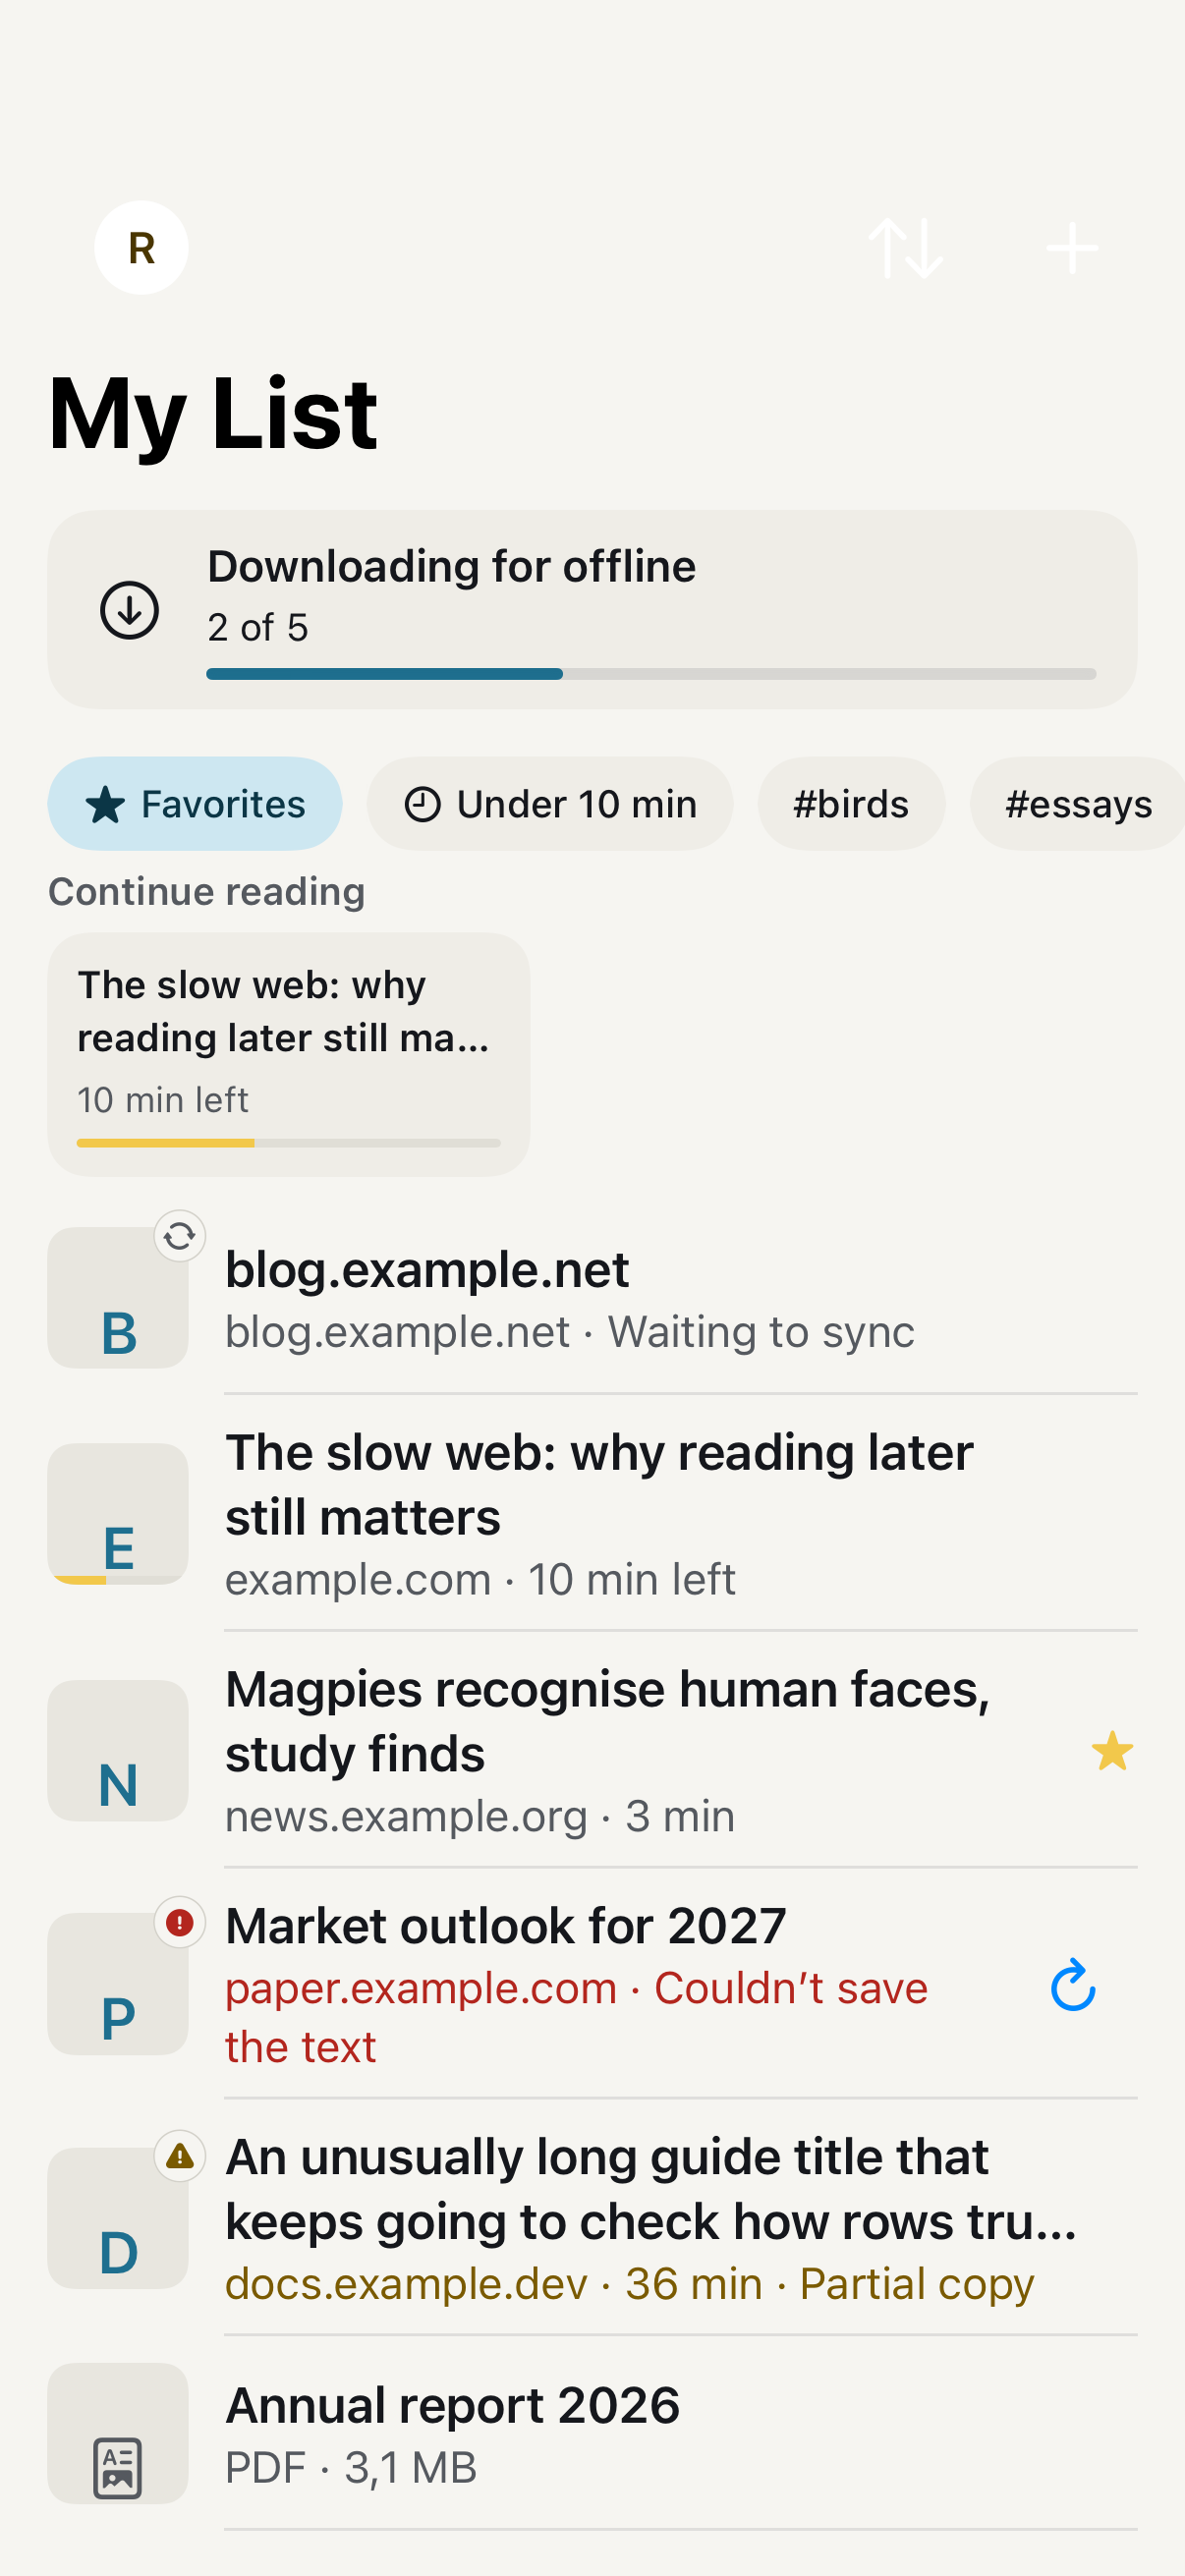 R
My List
Downloading for offline
2 of 5
Favorites
Under 10 min
#birds
#essays
Continue reading
The slow web: why
reading later still ma...
10 min left
B
blog.example.net
blog.example.net · Waiting to sync
E
The slow web: why reading later
still matters
example.com · 10 min left
N
Magpies recognise human faces,
study finds
news.example.org · 3 min
P
Market outlook for 2027
paper.example.com · Couldn’t save
the text
D
An unusually long guide title that
keeps going to check how rows tru...
docs.example.dev · 36 min · Partial copy
Annual report 2026
PDF · 3,1 MB